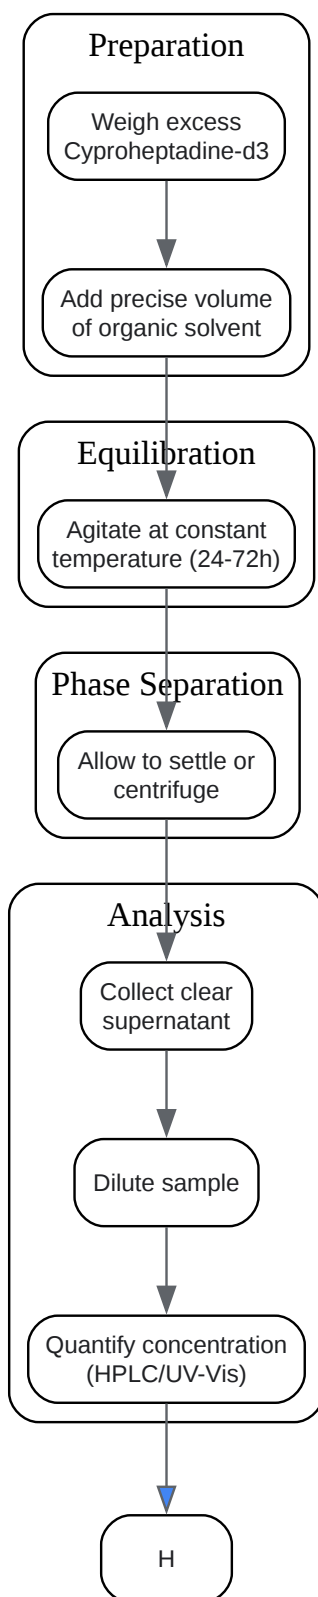 Preparation
Weigh excess
Cyproheptadine-d3
Add precise volume
of organic solvent
Equilibration
Agitate at constant
temperature (24-72h)
Phase Separation
Allow to settle or
centrifuge
Analysis
Collect clear
supernatant
Dilute sample
Quantify concentration
(HPLC/UV-Vis)
H